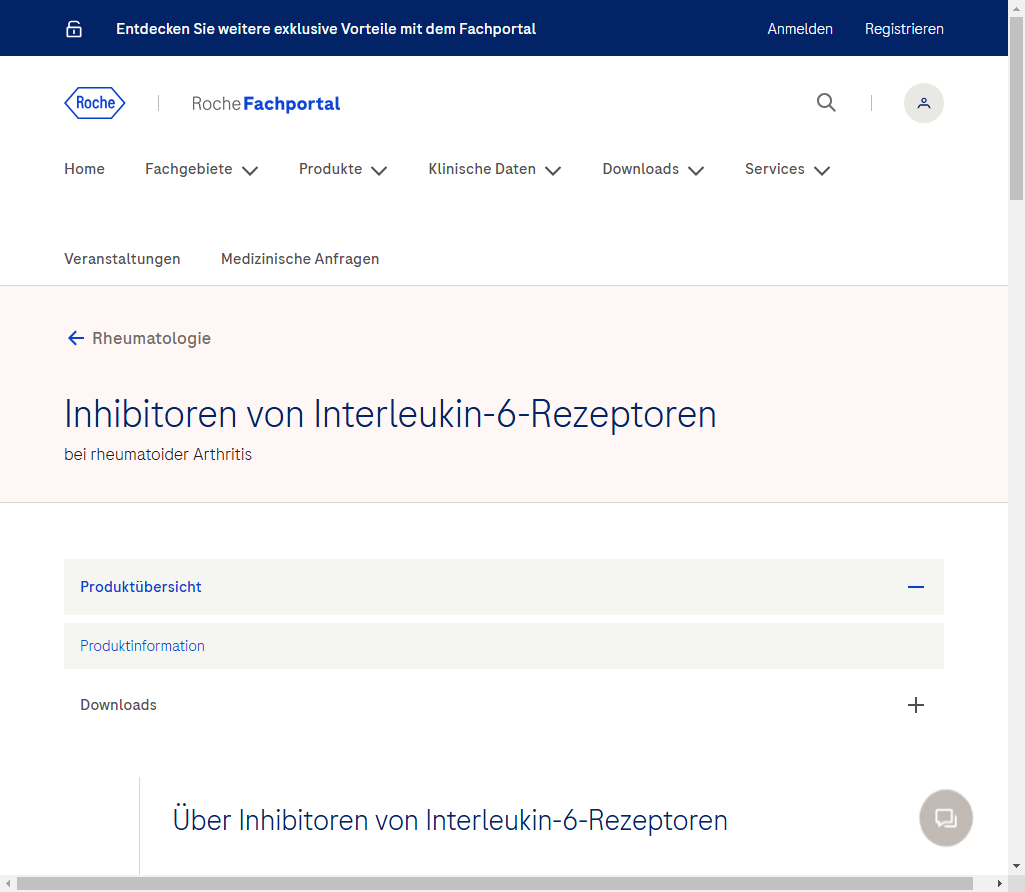 Entdecken Sie weitere exklusive Vorteile mit dem Fachportal
Anmelden
Registrieren
Roche
Roche Fachportal
Home
Fachgebiete
Produkte
Klinische Daten
Downloads
Services
Veranstaltungen
Medizinische Anfragen
Rheumatologie
Inhibitoren von Interleukin-6-Rezeptoren
bei rheumatoider Arthritis
Produktübersicht
Produktinformation
Downloads
Über Inhibitoren von Interleukin-6-Rezeptoren